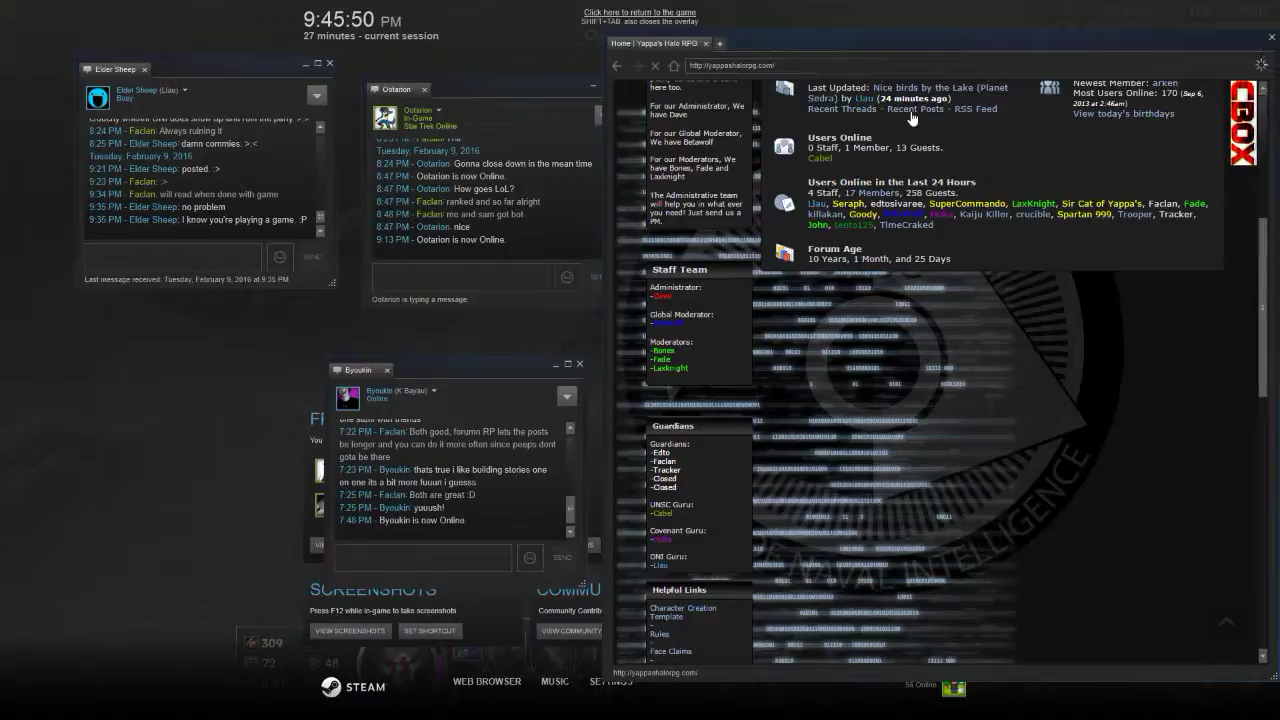 9:45:50 PM
27 minutes - current session
Click here to return to the game
SHIFT+TAB also closes the overlay
Elder Sheep
Elder Sheep (Llau)
Busy
8:24 PM - Faclan: Always ruining it
8:25 PM - Elder Sheep: damn commies. >.<
Tuesday, February 9, 2016
9:21 PM - Elder Sheep: posted. :>
9:23 PM - Faclan: :>
9:34 PM - Faclan: will read when done with game
9:35 PM - Elder Sheep: no problem
9:35 PM - Elder Sheep: I know you're playing a game. :P
SEND
Last message received: Tuesday, February 9, 2016 at 9:35 PM
Ootarion
Ootarion
In-Game
Star Trek Online
Tuesday, February 9, 2016
8:24 PM - Ootarion: Gonna close down in the mean time
8:47 PM - Ootarion is now Online.
8:47 PM - Ootarion: How goes LoL?
8:47 PM - Faclan: ranked and so far alright
8:48 PM - Faclan: me and sam got bot
8:47 PM - Ootarion: nice
9:13 PM - Ootarion is now Online.
Ootarion is typing a message.
Byoukin
Byoukin (K Bayau)
Online
one stuff with friends
7:22 PM - Faclan: Both good, forumn RP lets the posts
be longer and you can do it more often since peeps dont
gota be there
7:23 PM - Byoukin: thats true i like building stories one
on one its a bit more fuuun i guesss
7:25 PM - Faclan: Both are great :D
7:25 PM - Byoukin: yuuush!
7:48 PM - Byoukin is now Online.
SEND
SCREENSHOTS
Press F12 while in-game to take screenshots
VIEW SCREENSHOTS
SET SHORTCUT
COMMU
Community Contrib
VIEW COMMUNITY
309
72
48
STEAM
WEB BROWSER
MUSIC
SETTINGS
56 Online
Home | Yappa's Halo RPG
http://yappashalorpg.com/
here too.
For our Administrator, We
have Dave
For our Global Moderator,
We have Betawolf
For our Moderators, We
have Bones, Fade and
Laxknight
The Administrative team
will help you in what ever
you need! Just send us a
PM.
Staff Team
Administrator:
-Dave
Global Moderator:
Moderators:
-Bones
-Fade
-Laxknight
Guardians
Guardians:
-Edto
-Faclan
-Tracker
-Closed
-Closed
UNSC Guru:
-Cabel
Covenant Guru:
ONI Guru:
-Llau
Helpful Links
Character Creation
Template
-
Rules
-
Face Claims
-
http://yappashalorpg.com/
Last Updated: Nice birds by the Lake (Planet
Sedra) by Llau (24 minutes ago)
Recent Threads - Recent Posts - RSS Feed
Newest Member: arken
Most Users Online: 170 (Sep 6,
2013 at 2:46am)
View today's birthdays
Users Online
0 Staff, 1 Member, 13 Guests.
Cabel
Users Online in the Last 24 Hours
4 Staff, 17 Members, 258 Guests.
Llau, Seraph, edtosivaree, SuperCommando, LaxKnight, Sir Cat of Yappa's, Faclan, Fade,
killakan, Goody, Kaiju Killer, crucible, Spartan 999, Trooper, Tracker,
John, tento125, TimeCraked
Forum Age
10 Years, 1 Month, and 25 Days
CBOX
NAVAL INTELLIGENCE